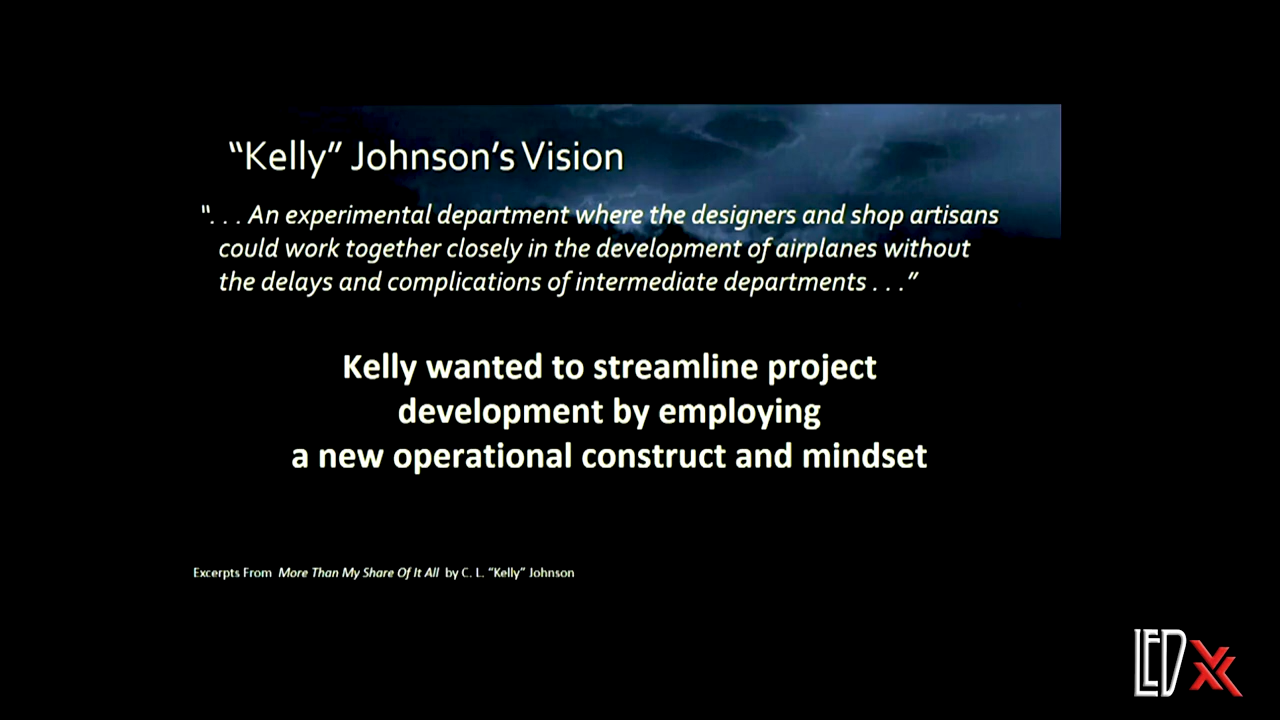 “Kelly” Johnson’s Vision
“. . . An experimental department where the designers and shop artisans
could work together closely in the development of airplanes without
the delays and complications of intermediate departments . . .”
Kelly wanted to streamline project
development by employing
a new operational construct and mindset
Excerpts From More Than My Share Of It All by C. L. “Kelly” Johnson
LEDX